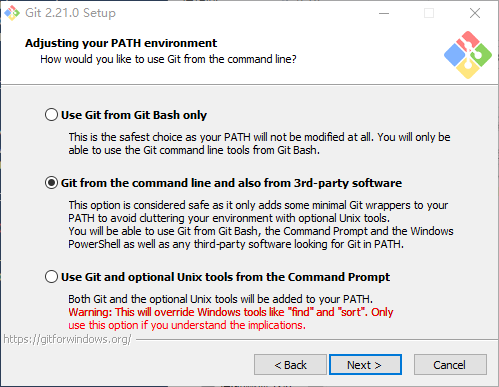 Git 2.21.0 Setup
Adjusting your PATH environment
How would you like to use Git from the command line?
Use Git from Git Bash only
This is the safest choice as your PATH will not be modified at all. You will only be
able to use the Git command line tools from Git Bash.
Git from the command line and also from 3rd-party software
This option is considered safe as it only adds some minimal Git wrappers to your
PATH to avoid cluttering your environment with optional Unix tools.
You will be able to use Git from Git Bash, the Command Prompt and the Windows
PowerShell as well as any third-party software looking for Git in PATH.
Use Git and optional Unix tools from the Command Prompt
Both Git and the optional Unix tools will be added to your PATH.
Warning: This will override Windows tools like "find" and "sort". Only
use this option if you understand the implications.
https://gitforwindows.org/
< Back
Next >
Cancel